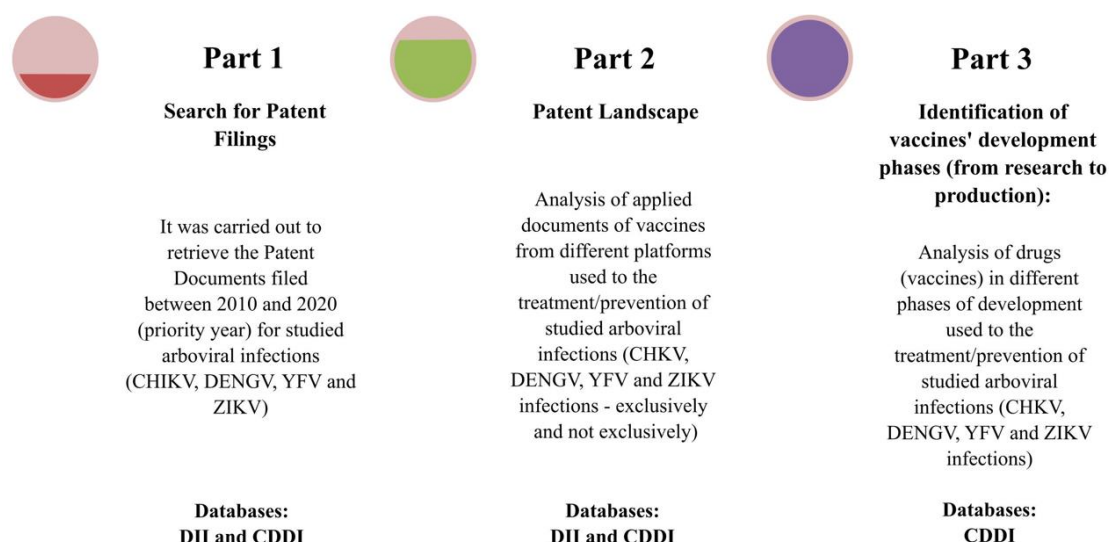 Part 1
Search for Patent
Filings
It was carried out to
retrieve the Patent
Documents filed
between 2010 and 2020
(priority year) for studied
arboviral infections
(CHIKV, DENGV, YFV and
ZIKV)
Databases:
DII and CDDI
Part 2
Patent Landscape
Analysis of applied
documents of vaccines
from different platforms
used to the
treatment/prevention of
studied arboviral
infections (CHKV,
DENGV, YFV and ZIKV
infections - exclusively
and not exclusively)
Databases:
DII and CDDI
Part 3
Identification of
vaccines' development
phases (from research to
production):
Analysis of drugs
(vaccines) in different
phases of development
used to the
treatment/prevention of
studied arboviral
infections (CHKV,
DENGV, YFV and ZIKV
infections)
Databases:
CDDI